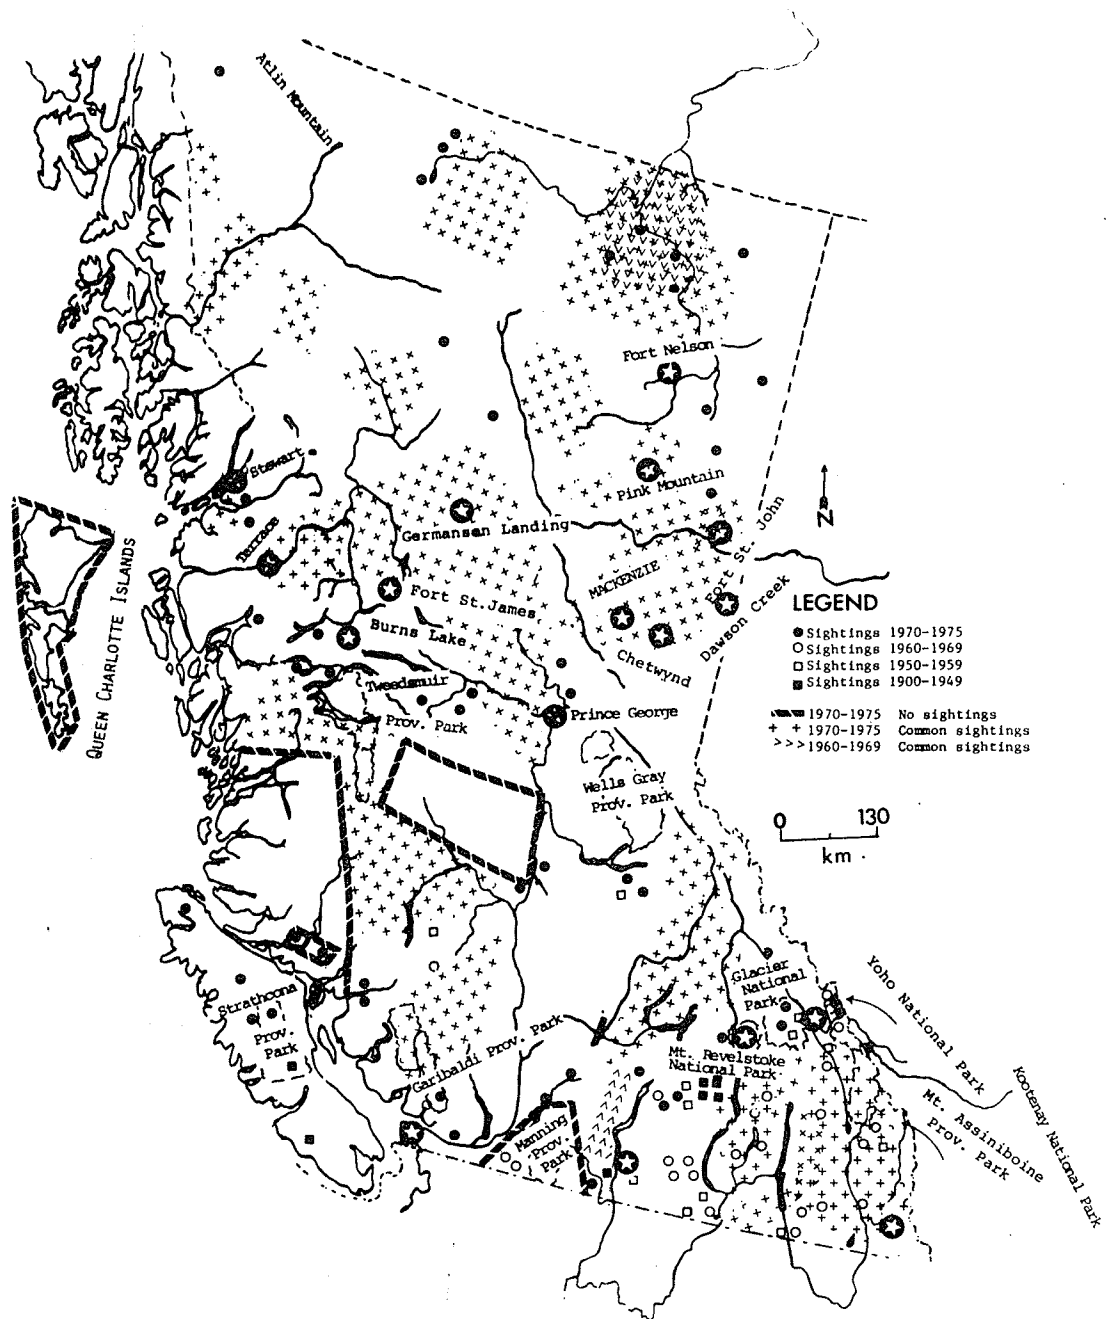 Atlin Mountain
Fort Nelson
Stewart
Pink Mountain
N
Germansen Landing
Terrace
Fort St. John
QUEEN CHARLOTTE ISLANDS
MACKENZIE
Fort St.James
Dawson Creek
Burns Lake
Chetwynd
Tweedsmuir
Prov. Park
Prince George
Wells Gray
Prov. Park
LEGEND
Sightings 1970-1975
Sightings 1960-1969
Sightings 1950-1959
Sightings 1900-1949
1970-1975 No sightings
1970-1975 Common sightings
1960-1969 Common sightings
0 130
km
Strathcona
Prov.
Park
Garibaldi Prov. Park
Glacier
National
Park
Yoho National Park
Mt. Revelstoke
National Park
Manning
Prov.
Park
Mt. Assiniboine
Prov. Park
Kootenay National Park